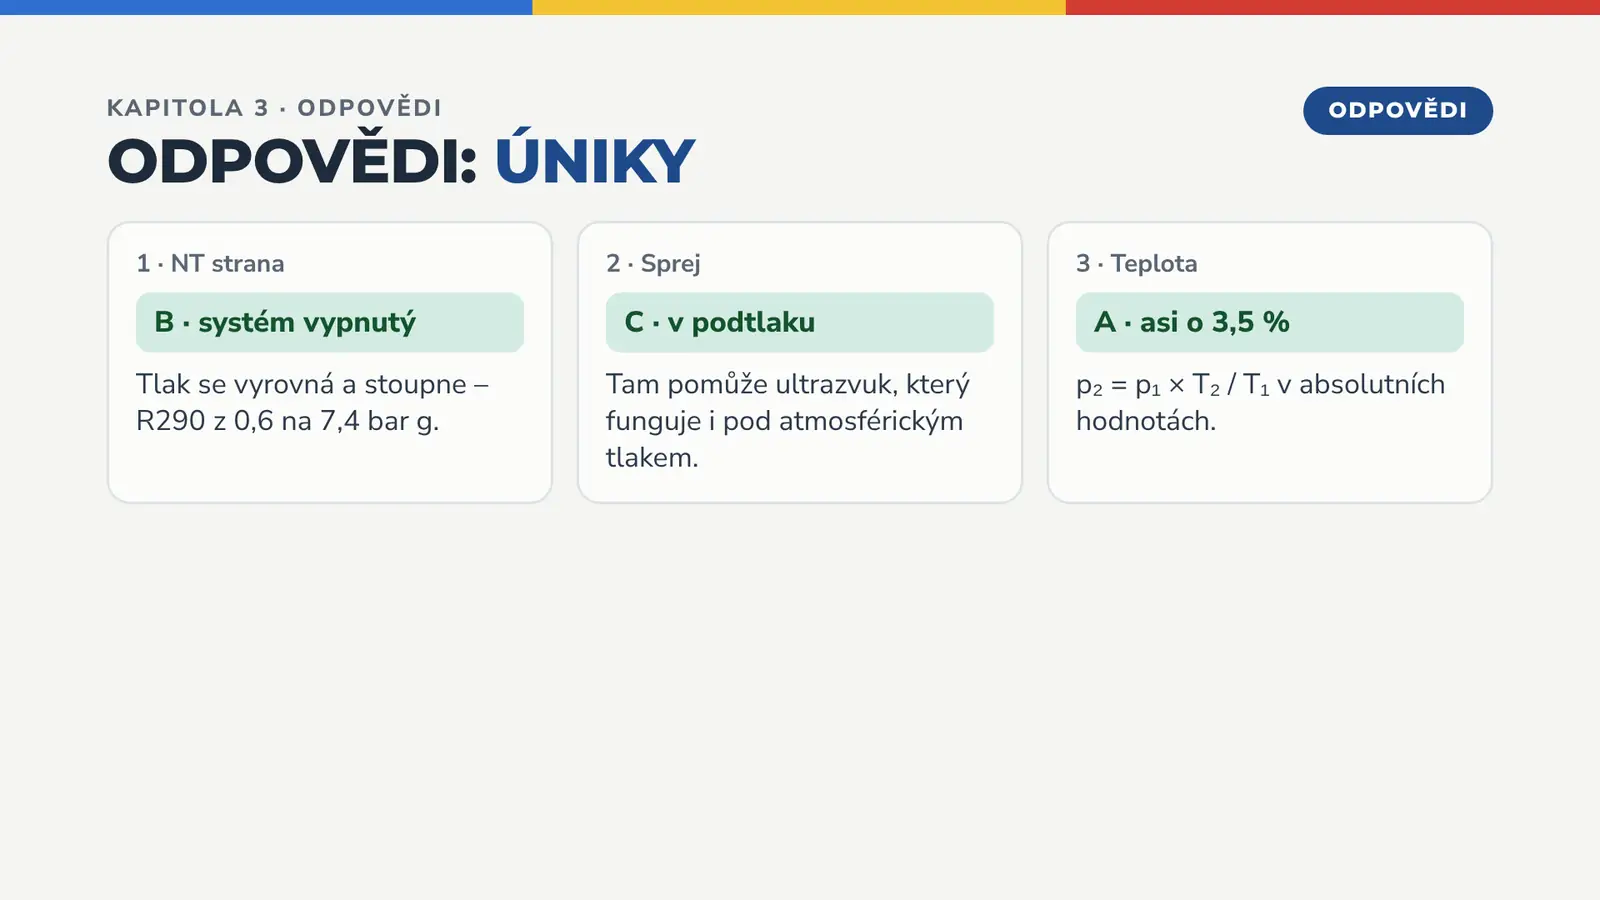 KAPITOLA 3 · ODPOVĚDI
ODPOVĚDI
ODPOVĚDI: ÚNIKY
1 · NT strana
B · systém vypnutý
Tlak se vyrovná a stoupne –
R290 z 0,6 na 7,4 bar g.
2 · Sprej
C · v podtlaku
Tam pomůže ultrazvuk, který
funguje i pod atmosférickým
tlakem.
3 · Teplota
A · asi o 3,5 %
p₂ = p₁ × T₂ / T₁ v absolutních
hodnotách.